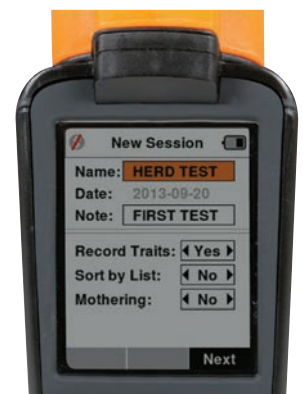 New Session
Name: HERD TEST
Date: 2013-09-20
Note: FIRST TEST
Record Traits: Yes
Sort by List: No
Mothering: No
Next